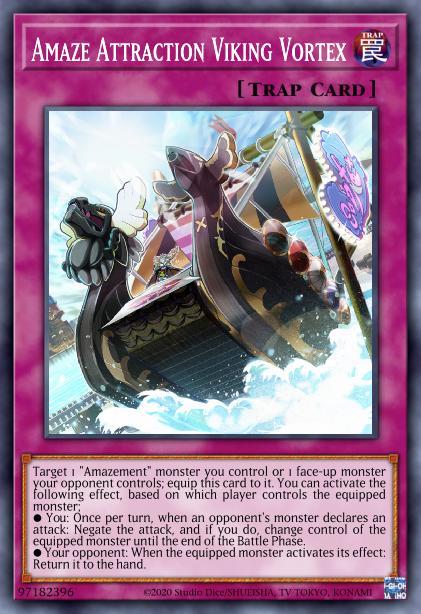 AMAZE ATTRACTION VIKING VORTEX
TRAP
罠
[TRAP CARD]
Target 1 "Amazement" monster you control or 1 face-up monster
your opponent controls; equip this card to it. You can activate the
following effect, based on which player controls the equipped
monster;
● You: Once per turn, when an opponent's monster declares an
attack: Negate the attack, and if you do, change control of the
equipped monster until the end of the Battle Phase.
● Your opponent: When the equipped monster activates its effect:
Return it to the hand.
97182396 ©2020 Studio Dice/SHUEISHA, TV TOKYO, KONAMI